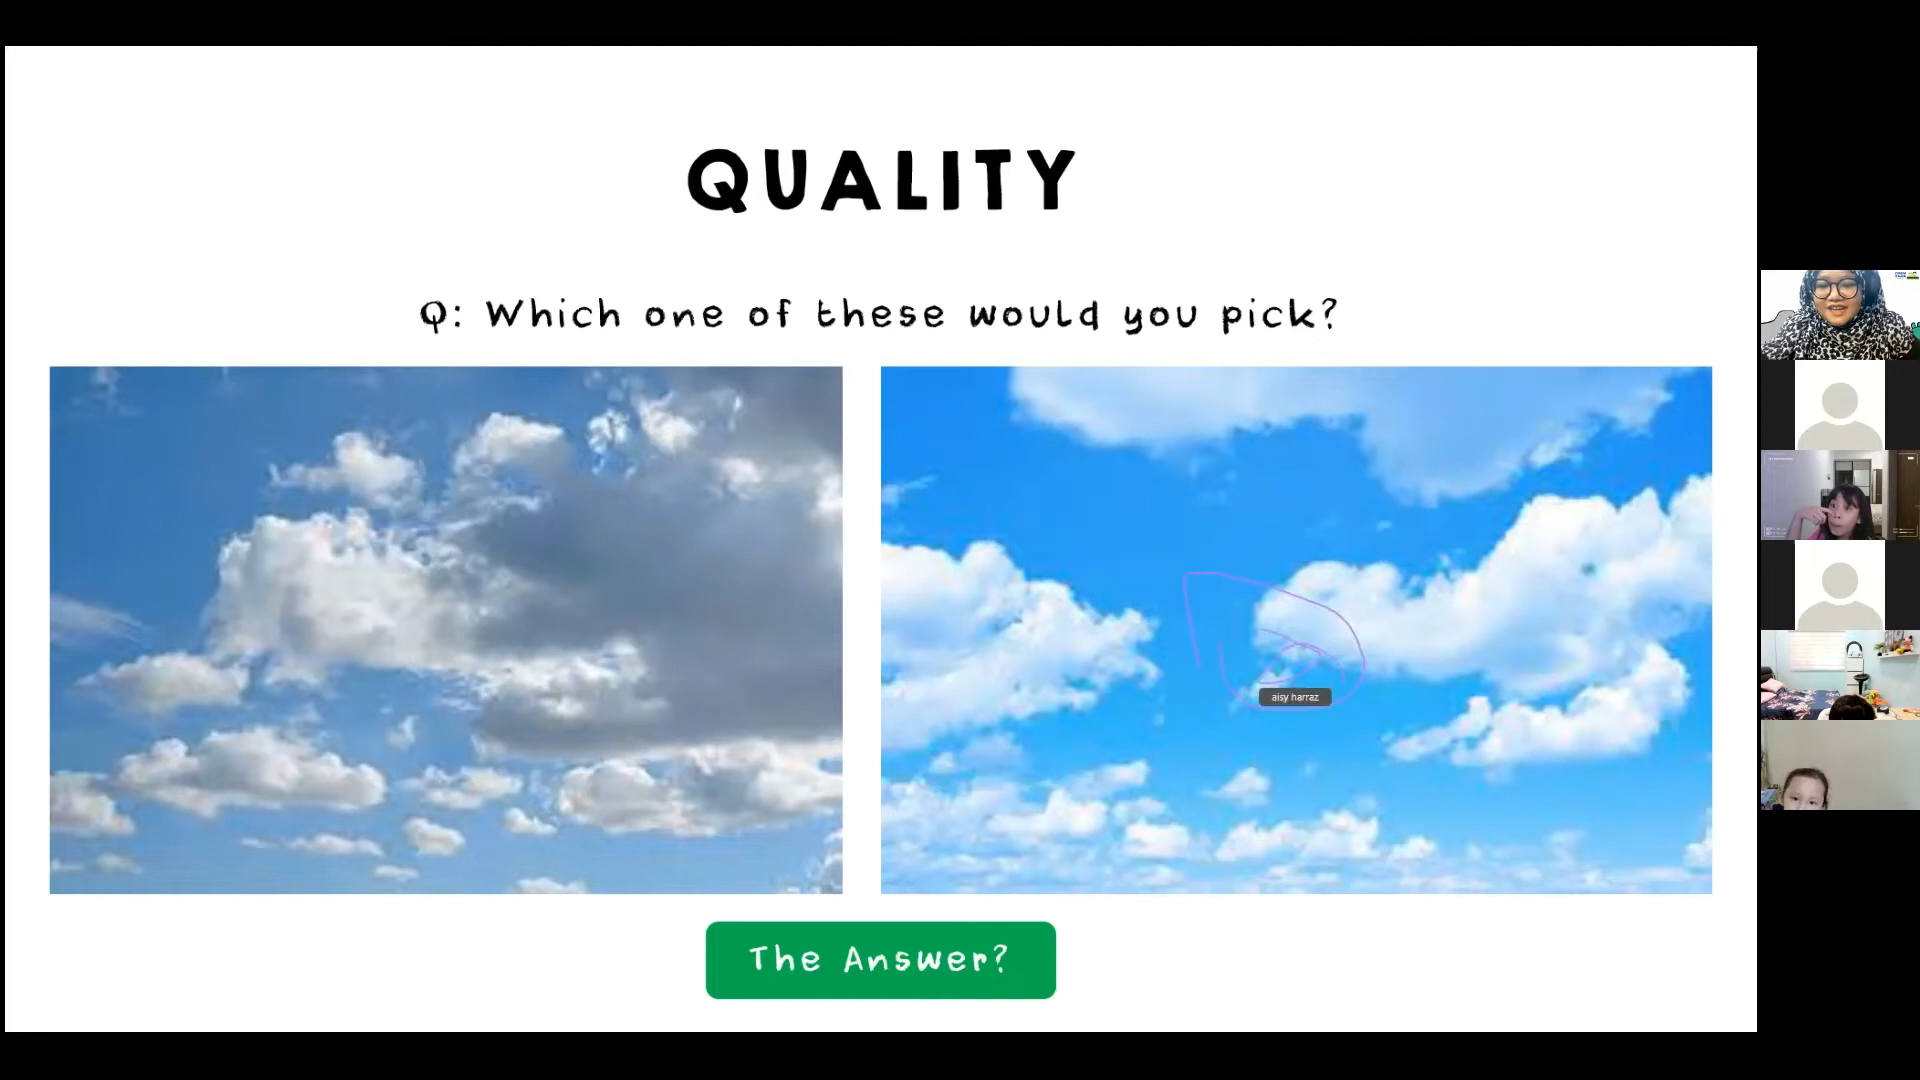 QUALITY
Q: Which one of these would you pick?
aisy harraz
The Answer?